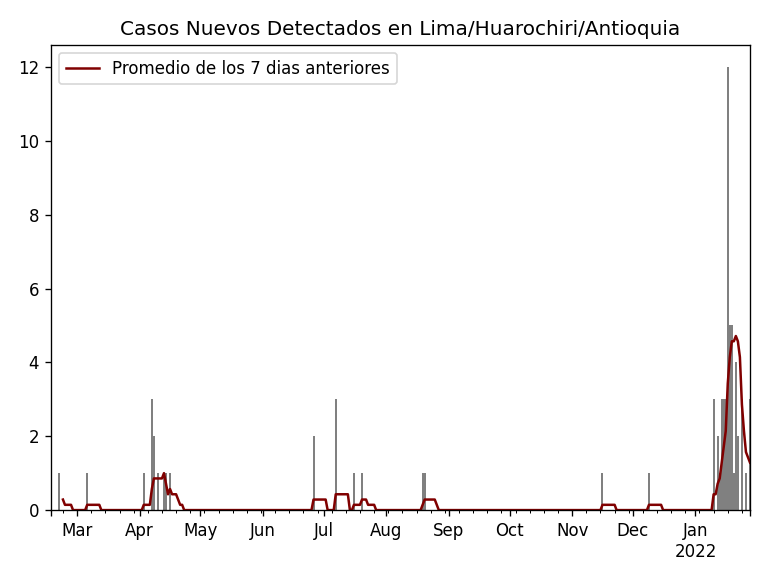 Casos Nuevos Detectados en Lima/Huarochiri/Antioquia
Promedio de los 7 dias anteriores
12
10
8
6
4
2
0
Mar Apr May Jun Jul Aug Sep Oct Nov Dec Jan
2022